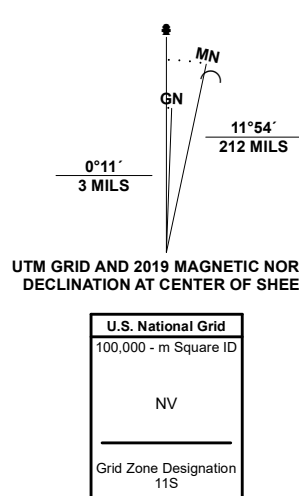 MN
GN
11°54´
212 MILS
0°11´
3 MILS
UTM GRID AND 2019 MAGNETIC NOR
DECLINATION AT CENTER OF SHEE
U.S. National Grid
100,000 - m Square ID
NV
Grid Zone Designation
11S